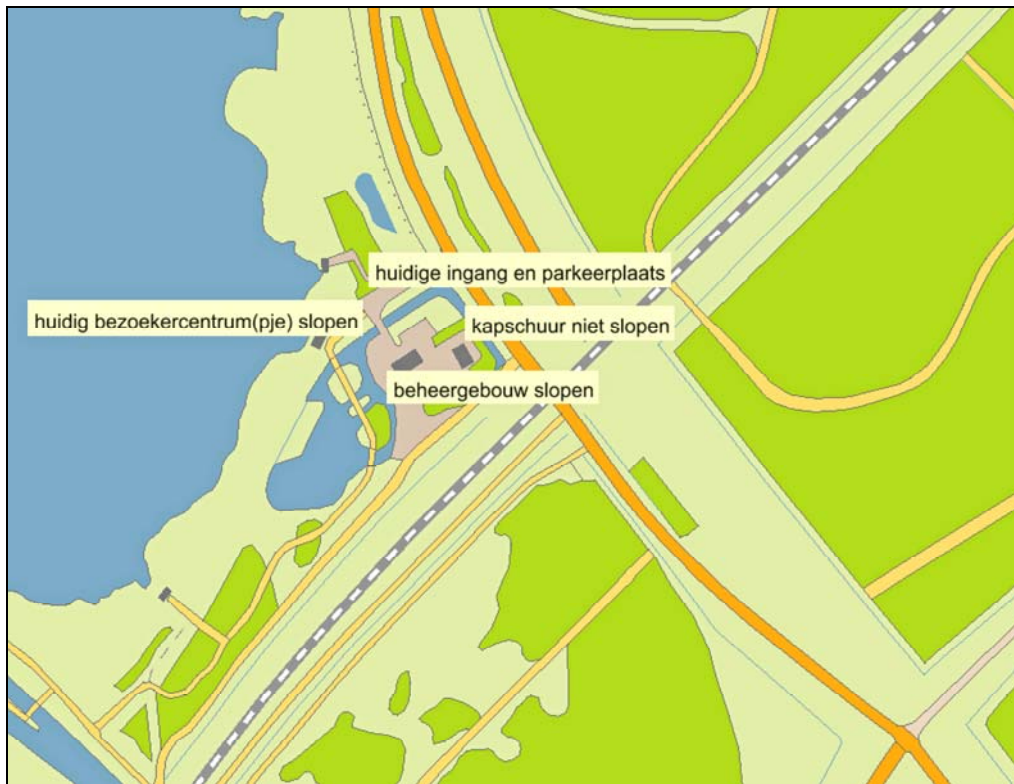 huidige ingang en parkeerplaats
huidig bezoekercentrum(pje) slopen
kapschuur niet slopen
beheergebouw slopen